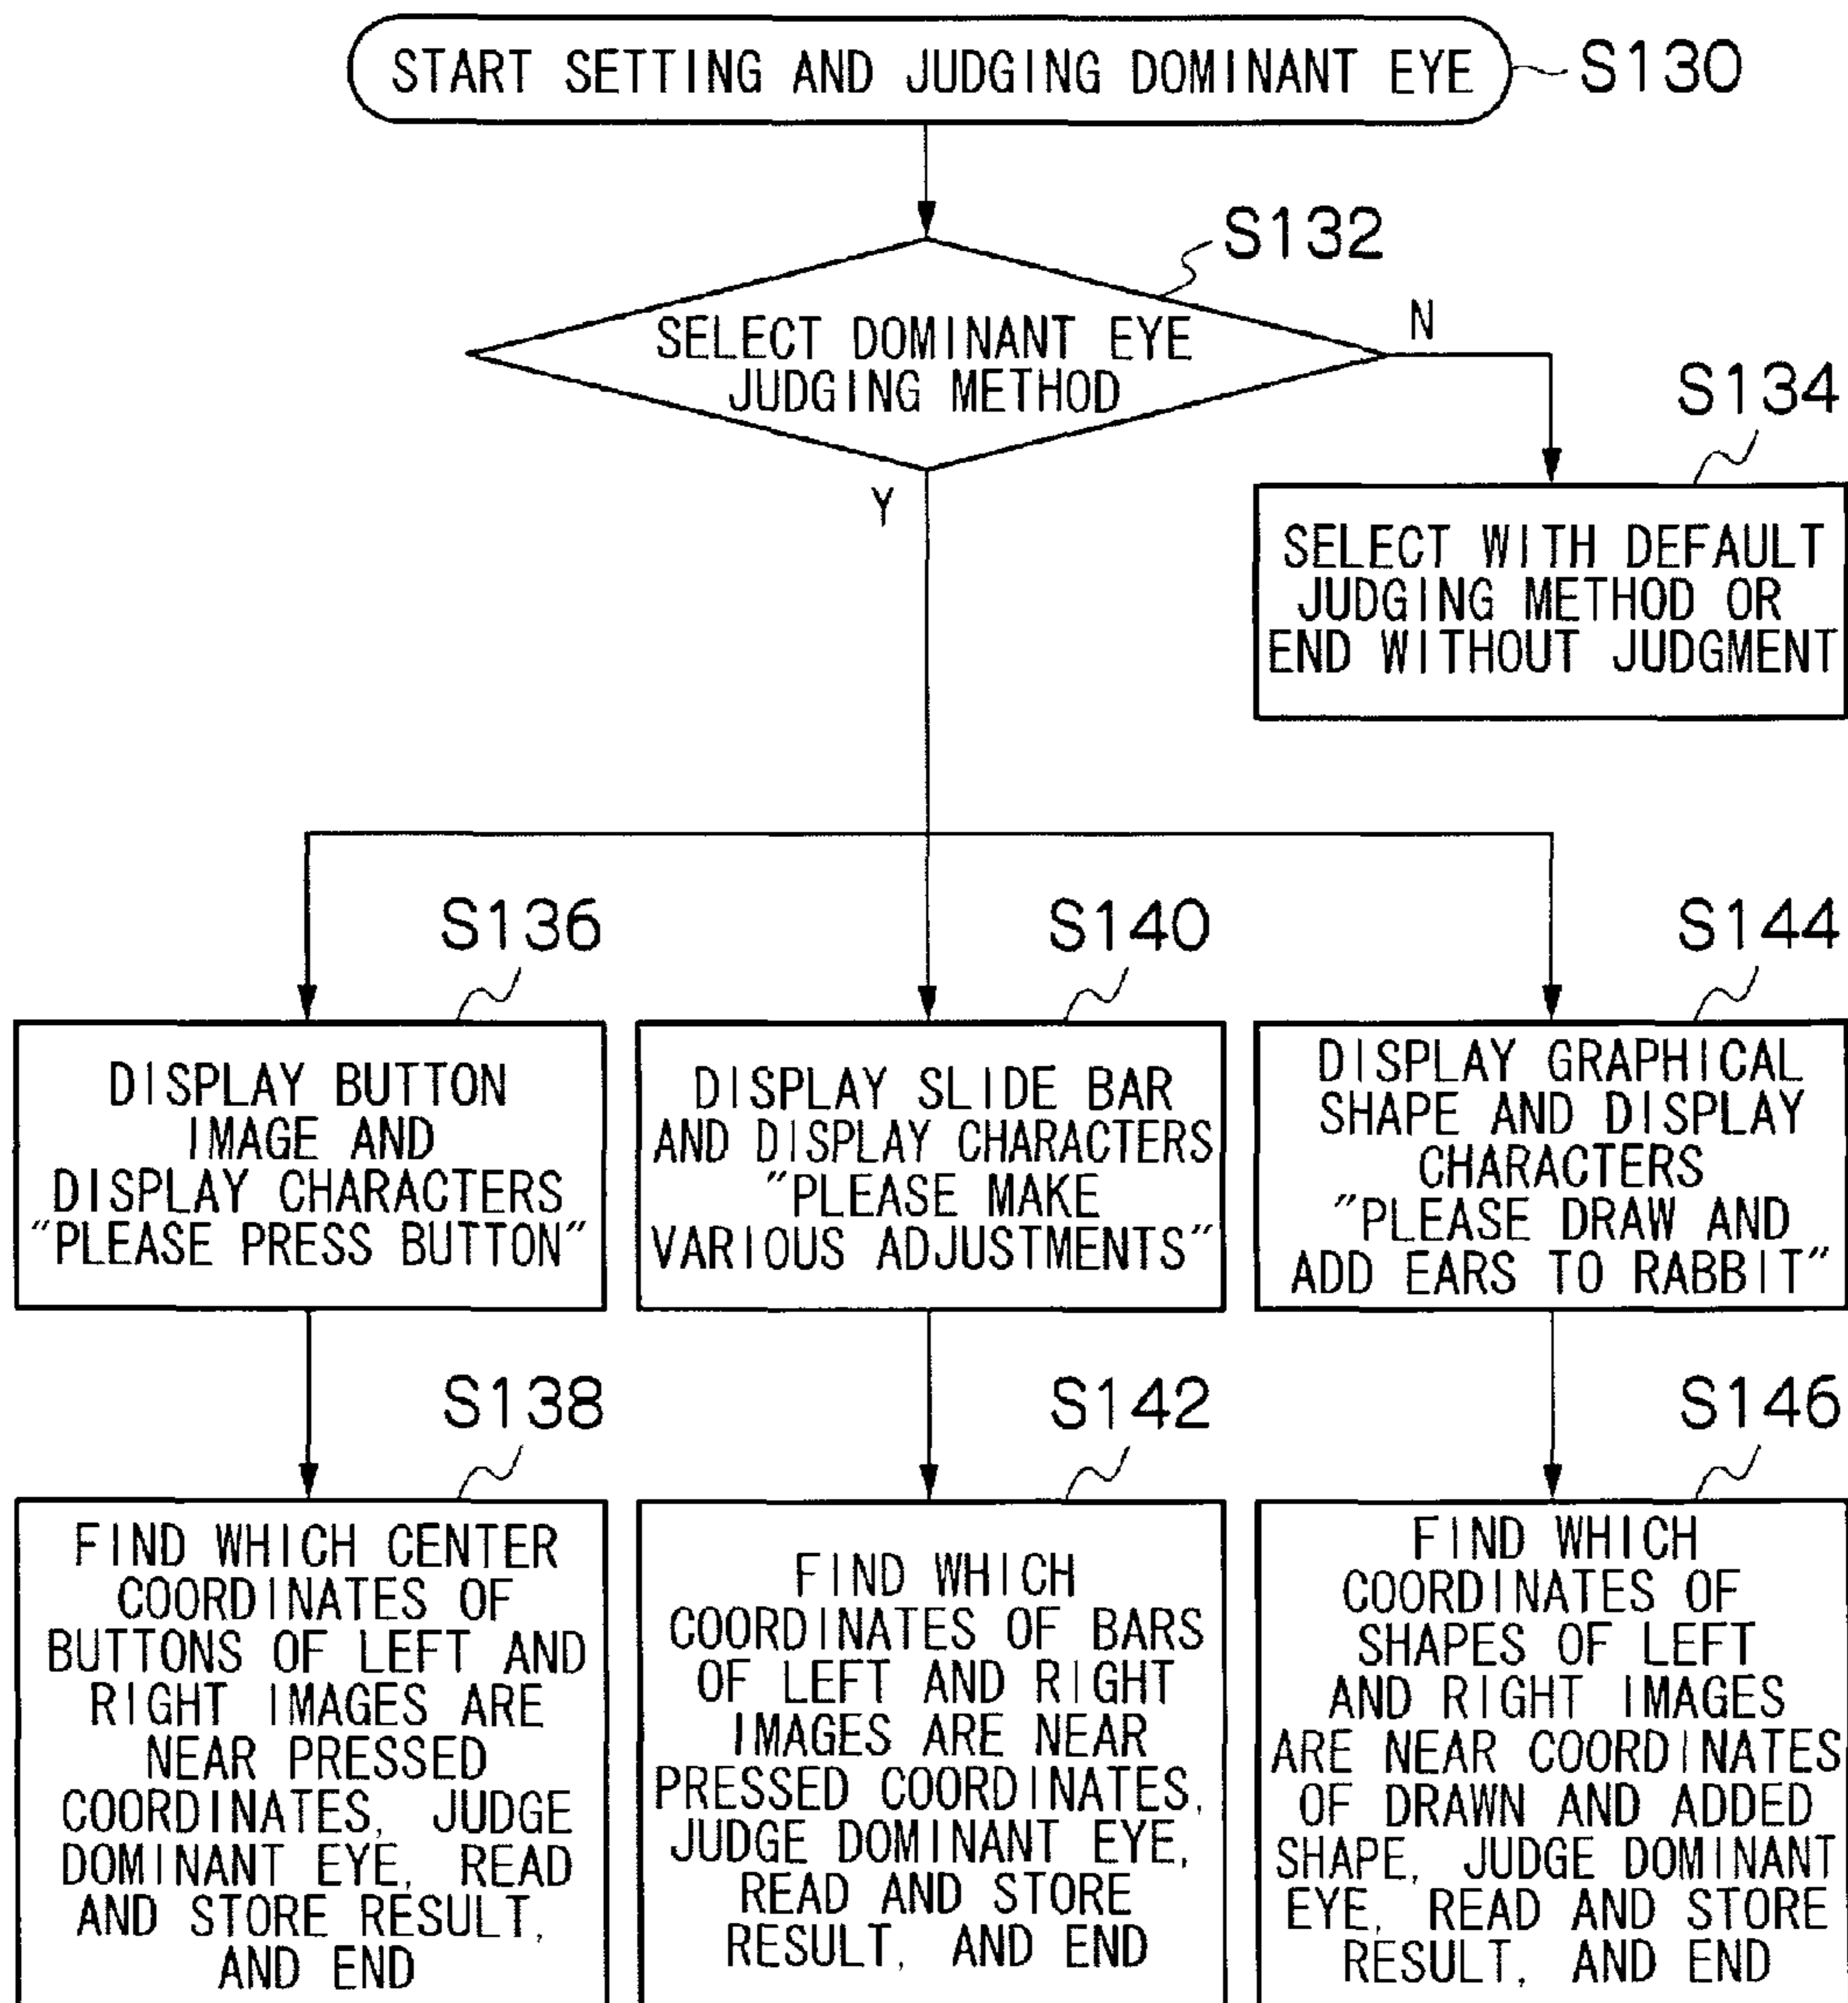 START SETTING AND JUDGING DOMINANT EYE
S130
S132
SELECT DOMINANT EYE
JUDGING METHOD
N
Y
S134
SELECT WITH DEFAULT
JUDGING METHOD OR
END WITHOUT JUDGMENT
S136
DISPLAY BUTTON
IMAGE AND
DISPLAY CHARACTERS
"PLEASE PRESS BUTTON"
S140
DISPLAY SLIDE BAR
AND DISPLAY CHARACTERS
"PLEASE MAKE
VARIOUS ADJUSTMENTS"
S144
DISPLAY GRAPHICAL
SHAPE AND DISPLAY
CHARACTERS
"PLEASE DRAW AND
ADD EARS TO RABBIT"
S138
FIND WHICH CENTER
COORDINATES OF
BUTTONS OF LEFT AND
RIGHT IMAGES ARE
NEAR PRESSED
COORDINATES, JUDGE
DOMINANT EYE, READ
AND STORE RESULT,
AND END
S142
FIND WHICH
COORDINATES OF BARS
OF LEFT AND RIGHT
IMAGES ARE NEAR
PRESSED COORDINATES,
JUDGE DOMINANT EYE,
READ AND STORE
RESULT, AND END
S146
FIND WHICH
COORDINATES OF
SHAPES OF LEFT
AND RIGHT IMAGES
ARE NEAR COORDINATES
OF DRAWN AND ADDED
SHAPE, JUDGE DOMINANT
EYE, READ AND STORE
RESULT, AND END